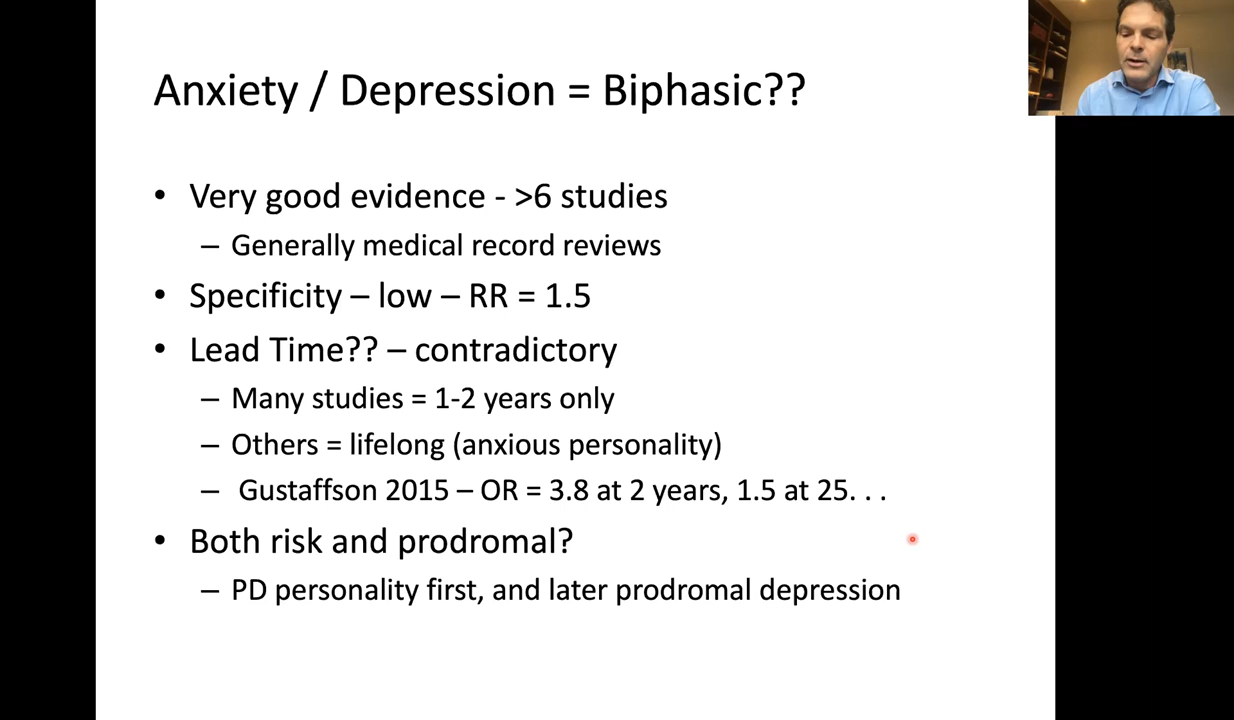 Anxiety / Depression = Biphasic??
• Very good evidence - >6 studies
– Generally medical record reviews
• Specificity – low – RR = 1.5
• Lead Time?? – contradictory
– Many studies = 1-2 years only
– Others = lifelong (anxious personality)
– Gustaffson 2015 – OR = 3.8 at 2 years, 1.5 at 25. . .
• Both risk and prodromal?
– PD personality first, and later prodromal depression